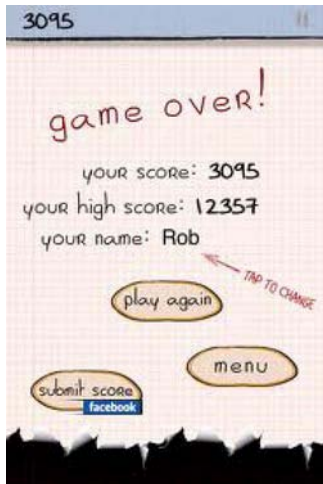 3095
game over!
your score: 3095
your high score: 12357
your name: Rob
TAP TO CHANGE
play again
menu
submit score
facebook